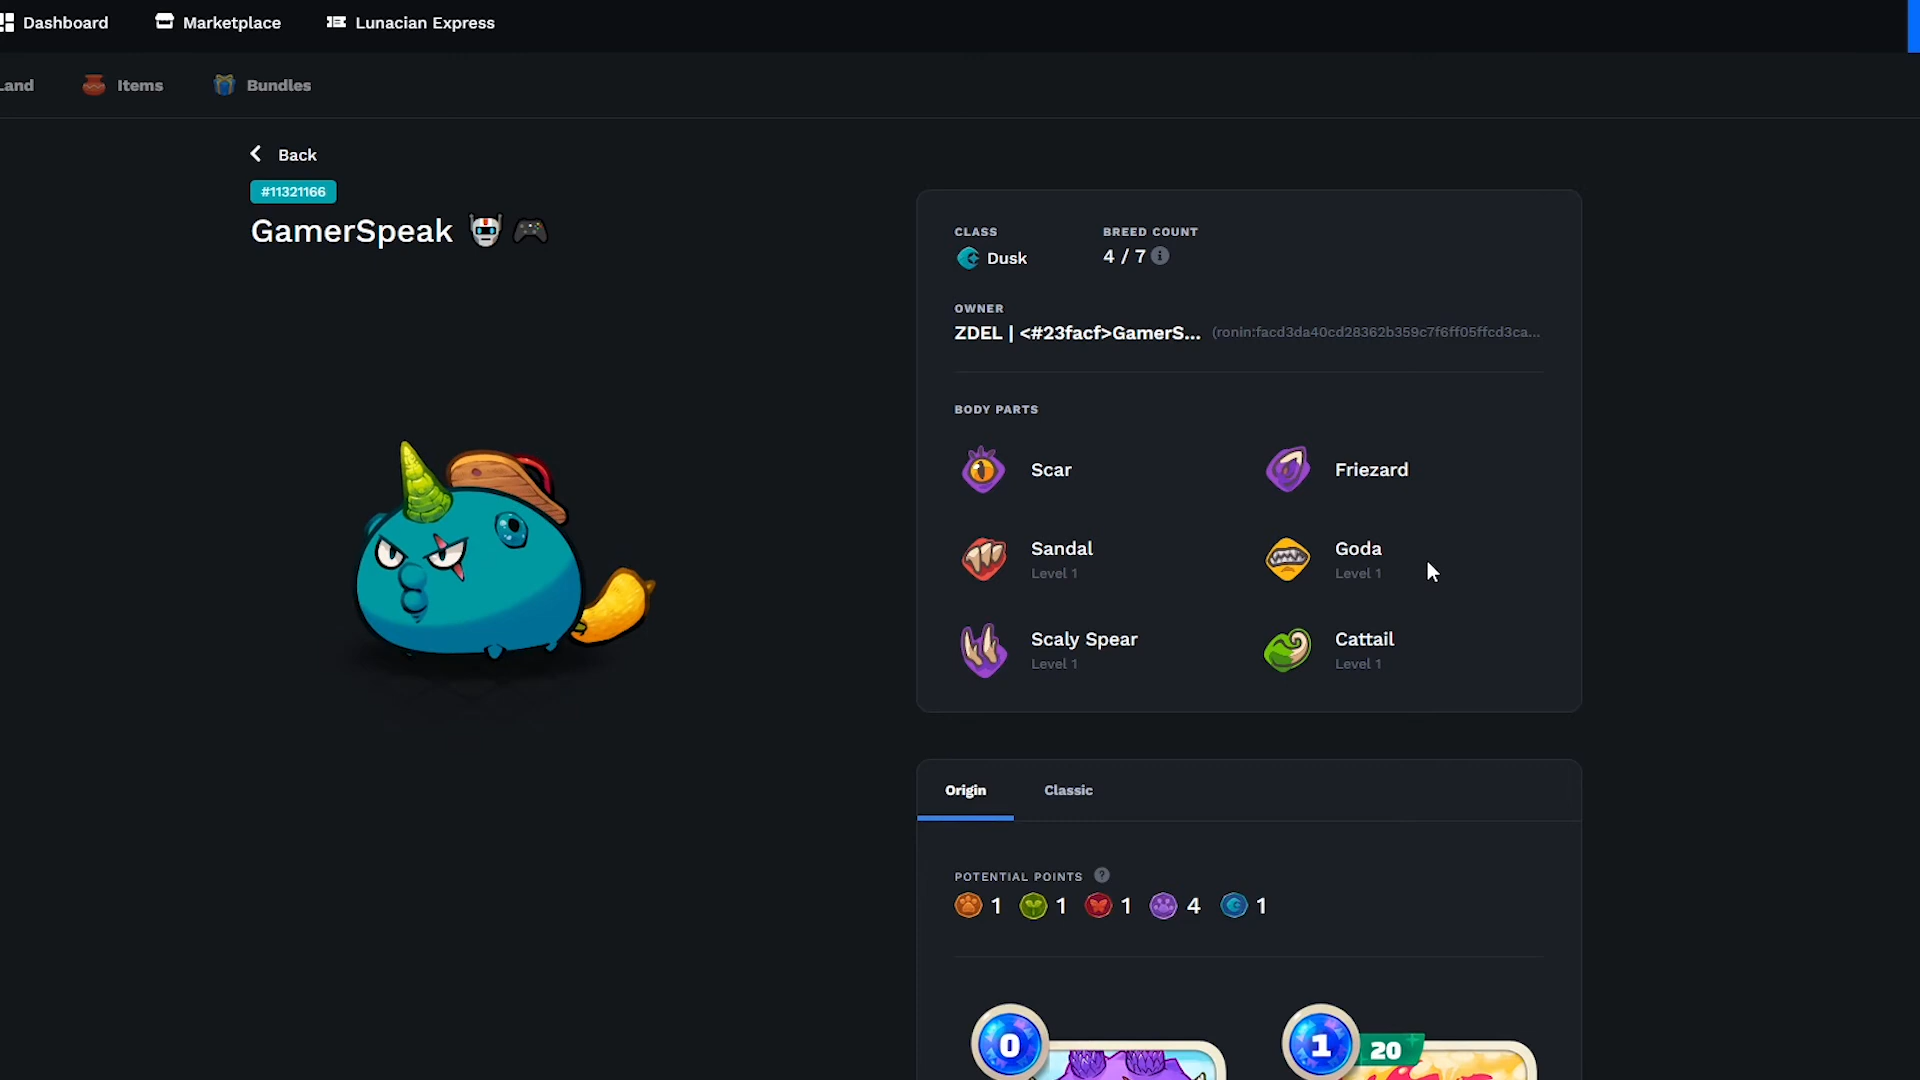 Dashboard
Marketplace
Lunacian Express
Land
Items
Bundles
Back
#11321166
GamerSpeak
CLASS
Dusk
BREED COUNT
4 / 7
OWNER
ZDEL | <#23facf>GamerS... (ronin:facd3da40cd28362b359c7f6ff05ffcd3ca...
BODY PARTS
Scar
Friezard
Sandal
Level 1
Goda
Level 1
Scaly Spear
Level 1
Cattail
Level 1
Origin
Classic
POTENTIAL POINTS ?
1 1 1 4 1
0
1
20